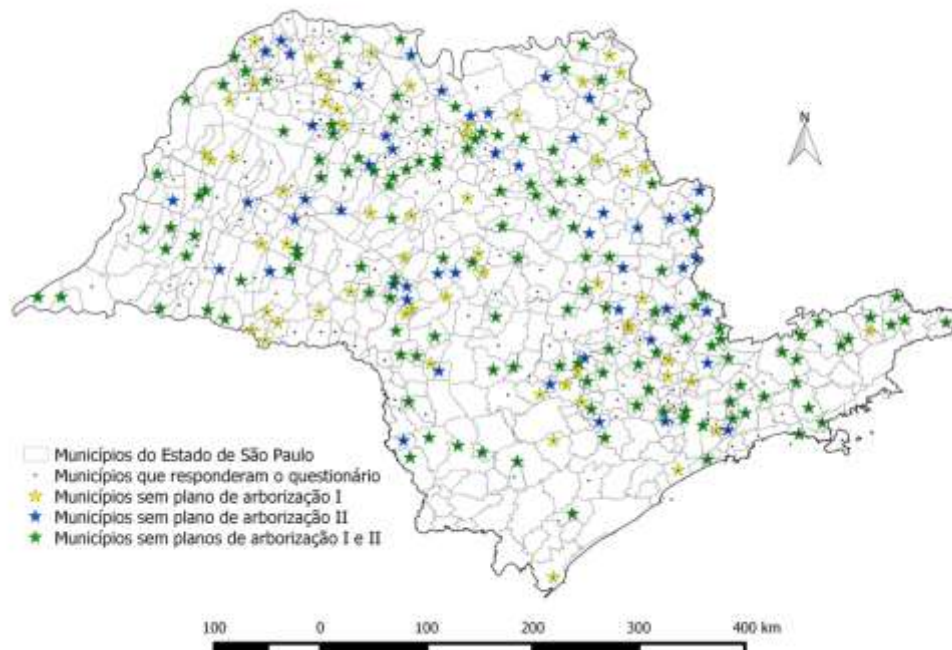 N
Municípios do Estado de São Paulo
Municípios que responderam o questionário
Municípios sem plano de arborização I
Municípios sem plano de arborização II
Municípios sem planos de arborização I e II
100 0 100 200 300 400 km